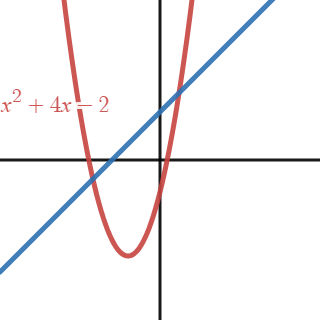 x² + 4x − 2